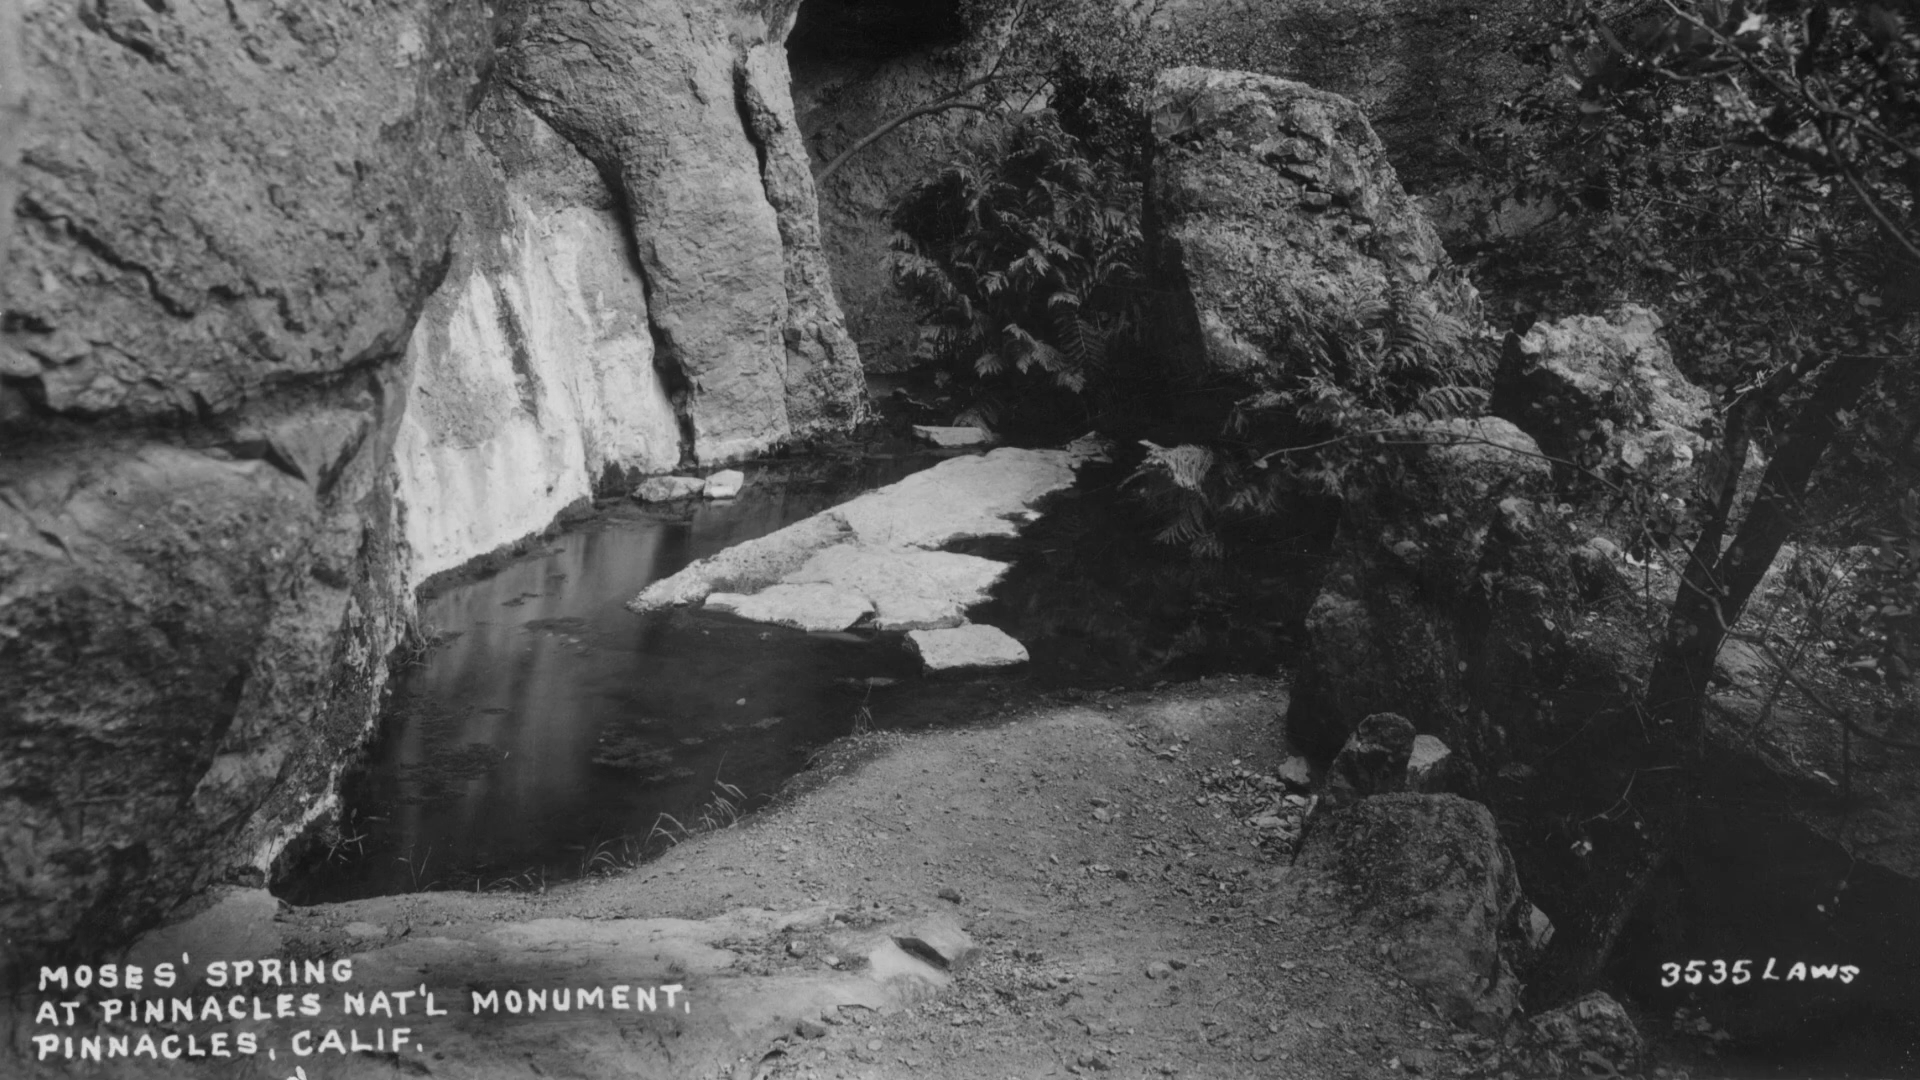 MOSES' SPRING
AT PINNACLES NAT'L MONUMENT,
PINNACLES, CALIF.
3535 LAWS